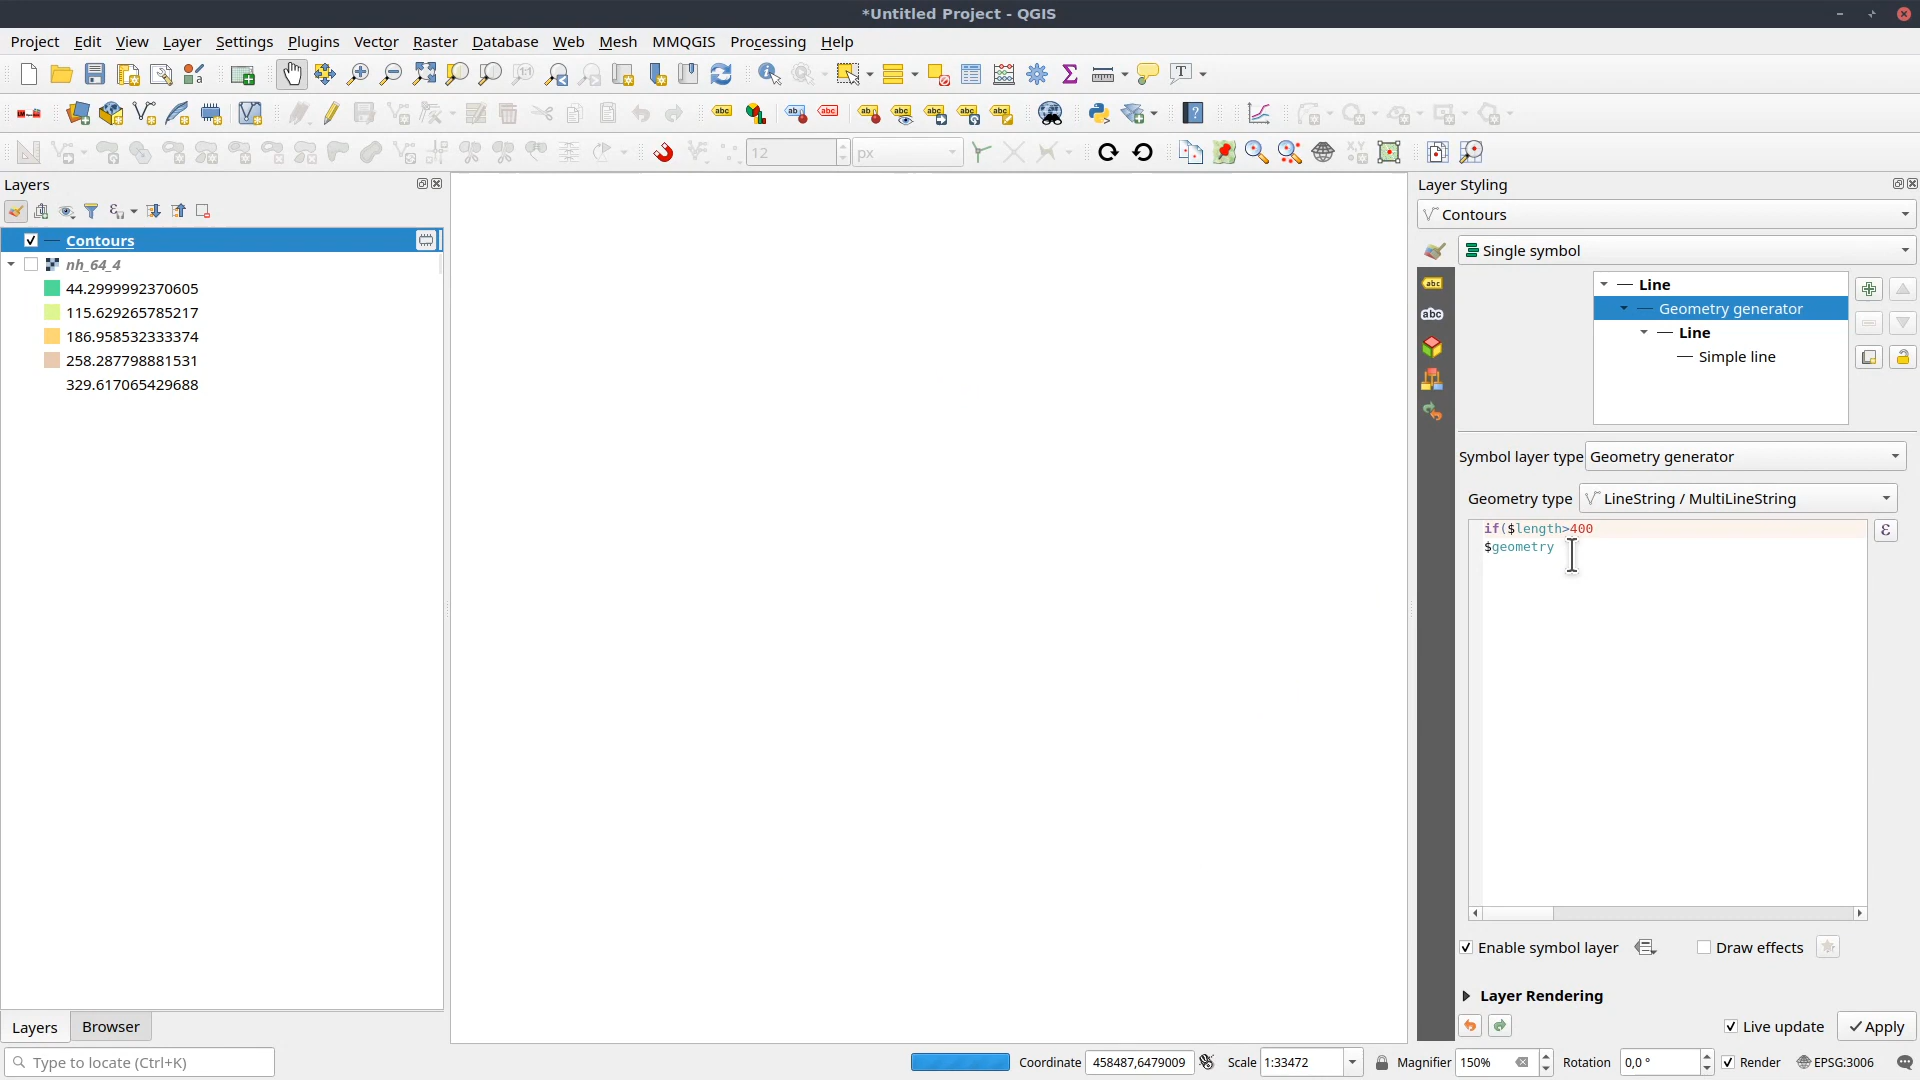 *Untitled Project - QGIS
Project Edit View Layer Settings Plugins Vector Raster Database Web Mesh MMQGIS Processing Help
12 px
Layers
Contours
nh_64_4
44.2999992370605
115.629265785217
186.958532333374
258.287798881531
329.617065429688
Layer Styling
Contours
Single symbol
Line
Geometry generator
Line
Simple line
Symbol layer type Geometry generator
Geometry type LineString / MultiLineString
if($length>400
$geometry
ε
Enable symbol layer Draw effects
Layer Rendering
Live update Apply
Layers Browser
Type to locate (Ctrl+K)
Coordinate 458487,6479009 Scale 1:33472 Magnifier 150% Rotation 0,0 ° Render EPSG:3006